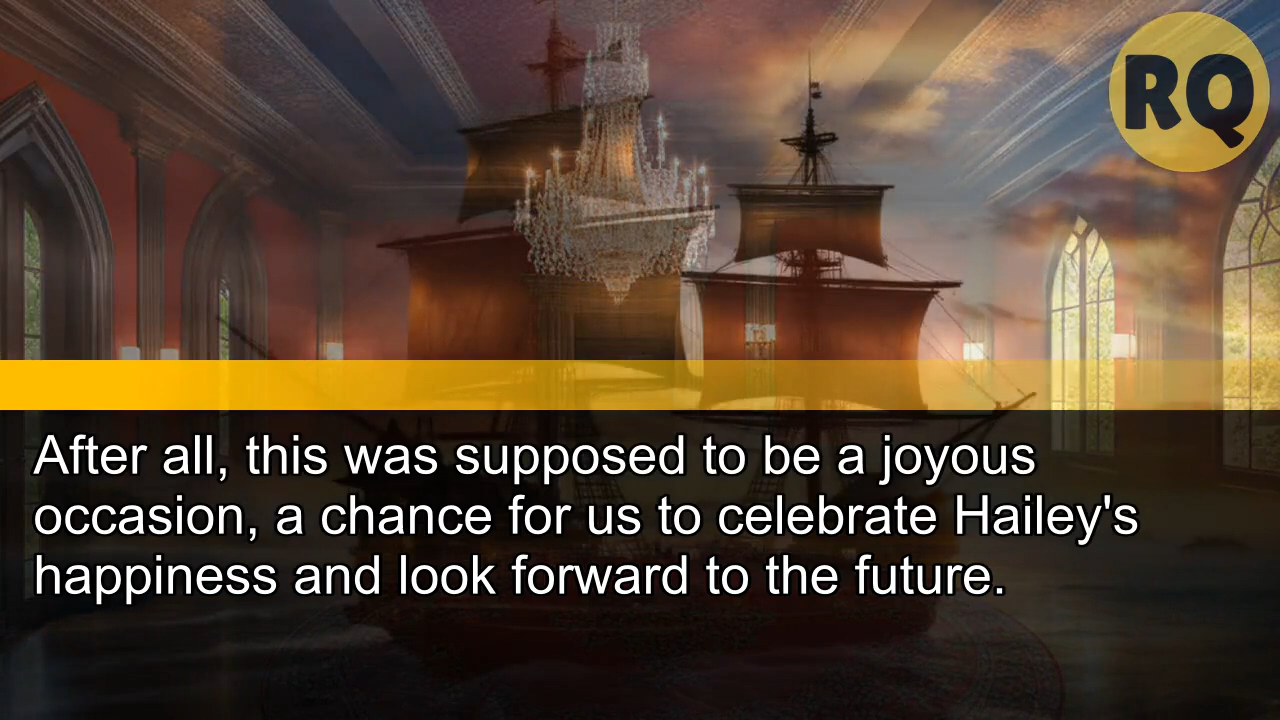 RQ
After all, this was supposed to be a joyous
occasion, a chance for us to celebrate Hailey's
happiness and look forward to the future.